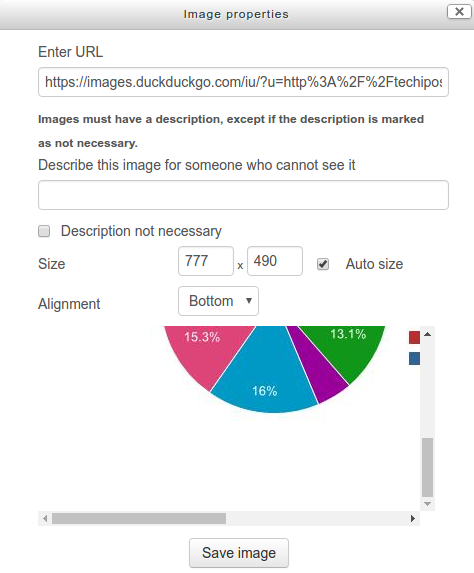 Image properties
Enter URL
https://images.duckduckgo.com/iu/?u=http%3A%2F%2Ftechipos
Images must have a description, except if the description is marked
as not necessary.
Describe this image for someone who cannot see it
Description not necessary
Size 777 x 490 Auto size
Alignment Bottom
15.3% 13.1%
16%
Save image